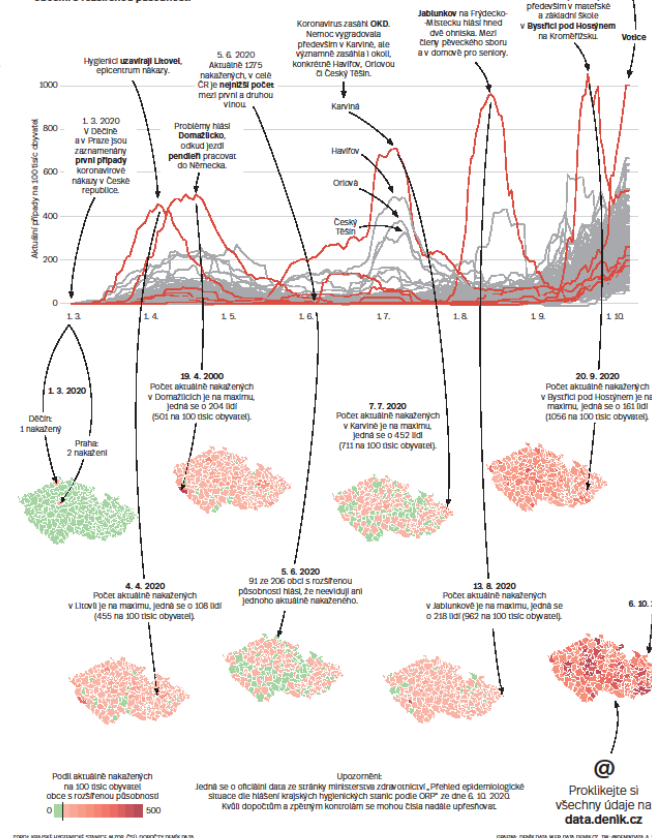 Hygienici uzavírají Litovel,
epicentrum nákazy.
5. 6. 2020
Aktuálně 1275
nakažených, v celé
ČR je nejnižší počet
mezi první a druhou
vlnou.
Koronavirus zasáhl OKD.
Nemoc vygradovala
především v Karviné, ale
významně zasáhla i okolí,
konkrétně Havířov, Orlovou
či Český Těšín.
Jablunkov na Frýdecko-
-Místecku hlásí hned
dvě ohniska. Mezi
členy pěveckého sboru
a v domově pro seniory.
především v mateřské
a základní škole
v Bystřici pod Hostýnem
na Kroměřížsku.
Votice
1. 3. 2020
V Děčíně
a v Praze jsou
zaznamenány
první případy
koronavirové
nákazy v České
republice.
Problémy hlásí
Domažlicko,
odkud jezdí
pendleři pracovat
do Německa.
Karviná
Havířov
Orlová
Český
Těšín
Aktuální případy na 100 tisíc obyvatel
1000
800
600
400
200
0
1. 3.
1. 4.
1. 5.
1. 6.
1. 7.
1. 8.
1. 9.
1. 10.
1. 3. 2020
Děčín:
1 nakažený
Praha:
2 nakažení
19. 4. 2000
Počet aktuálně nakažených
v Domažlicích je na maximu,
jedná se o 204 lidí
(501 na 100 tisíc obyvatel).
7. 7. 2020
Počet aktuálně nakažených
v Karviné je na maximu,
jedná se o 452 lidí
(711 na 100 tisíc obyvatel).
20. 9. 2020
Počet aktuálně nakažených
v Bystřici pod Hostýnem je na
maximu, jedná se o 161 lidí
(1056 na 100 tisíc obyvatel).
4. 4. 2020
Počet aktuálně nakažených
v Litovli je na maximu, jedná se o 108 lidí
(455 na 100 tisíc obyvatel).
5. 6. 2020
91 ze 206 obcí s rozšířenou
působností hlásí, že neevidují ani
jednoho aktuálně nakaženého.
13. 8. 2020
Počet aktuálně nakažených
v Jablunkově je na maximu, jedná se
o 218 lidí (962 na 100 tisíc obyvatel).
6. 10.
Podíl aktuálně nakažených
na 100 tisíc obyvatel
obce s rozšířenou působností
0 500
Upozornění:
Jedná se o oficiální data ze stránky ministerstva zdravotnictví „Přehled epidemiologické
situace dle hlášení krajských hygienických stanic podle ORP“ ze dne 6. 10. 2020.
Kvůli dopočtům a zpětným kontrolám se mohou čísla nadále upřesňovat.
@
Proklikejte si
všechny údaje na
data.denik.cz